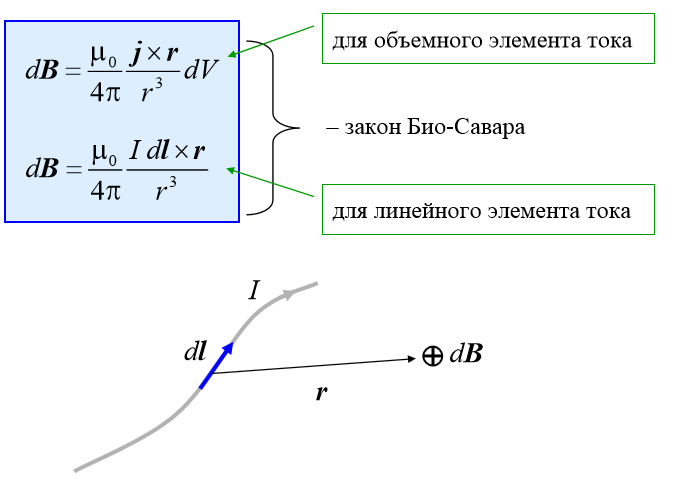 dB = μ₀/4π j × r/r³ dV
для объемного элемента тока
– закон Био-Савара
dB = μ₀/4π I dl × r/r³
для линейного элемента тока
I
dl
r
⊕ dB